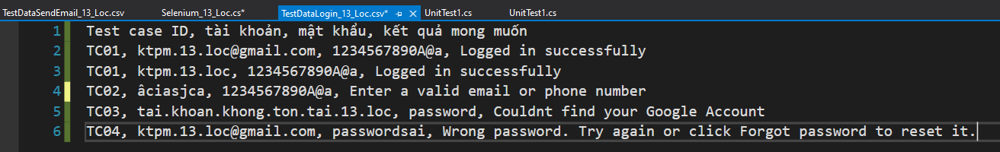 TestDataSendEmail_13_Loc.csv Selenium_13_Loc.cs* TestDataLogin_13_Loc.csv* UnitTest1.cs UnitTest1.cs
1 Test case ID, tài khoản, mật khẩu, kết quả mong muốn
2 TC01, ktpm.13.loc@gmail.com, 1234567890A@a, Logged in successfully
3 TC01, ktpm.13.loc, 1234567890A@a, Logged in successfully
4 TC02, âciasjca, 1234567890A@a, Enter a valid email or phone number
5 TC03, tai.khoan.khong.ton.tai.13.loc, password, Couldnt find your Google Account
6 TC04, ktpm.13.loc@gmail.com, passwordsai, Wrong password. Try again or click Forgot password to reset it.